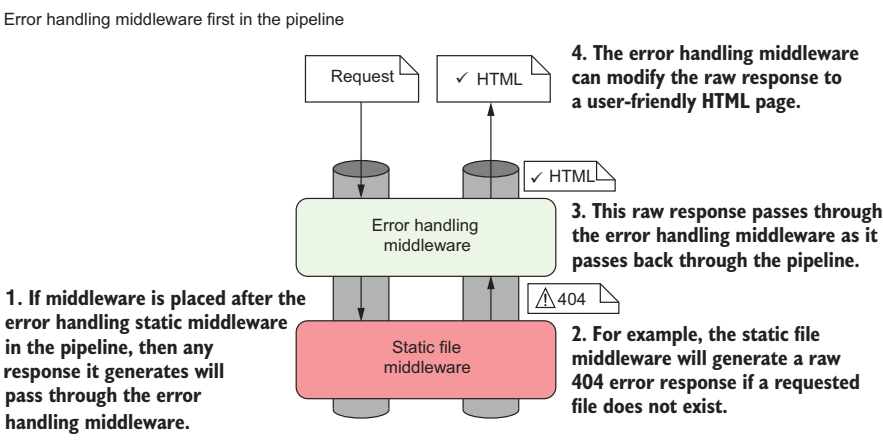 Error handling middleware first in the pipeline
Request
✓ HTML
4. The error handling middleware
can modify the raw response to
a user-friendly HTML page.
✓ HTML
Error handling
middleware
3. This raw response passes through
the error handling middleware as it
passes back through the pipeline.
1. If middleware is placed after the
error handling static middleware
in the pipeline, then any
response it generates will
pass through the error
handling middleware.
404
Static file
middleware
2. For example, the static file
middleware will generate a raw
404 error response if a requested
file does not exist.